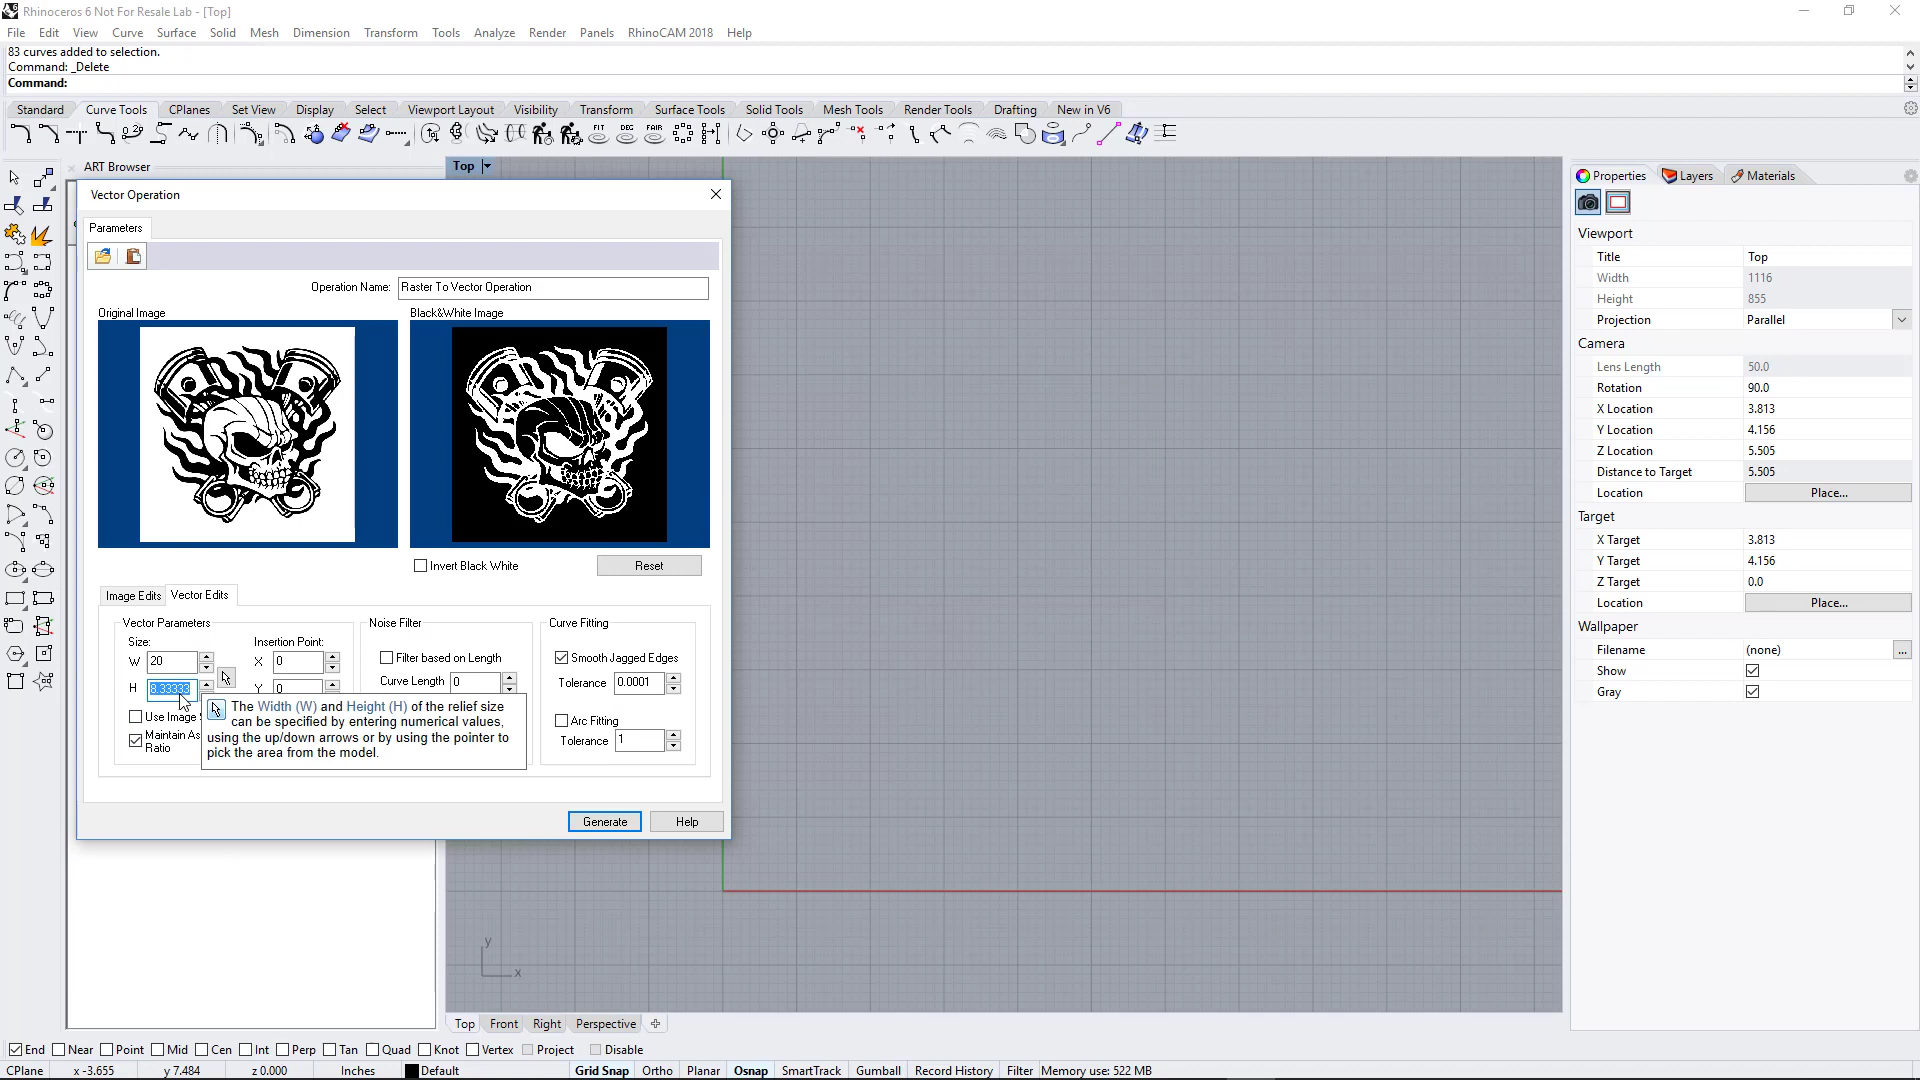 Rhinoceros 6 Not For Resale Lab - [Top]
File Edit View Curve Surface Solid Mesh Dimension Transform Tools Analyze Render Panels RhinoCAM 2018 Help
83 curves added to selection.
Command: _Delete
Command:
Standard Curve Tools CPlanes Set View Display Select Viewport Layout Visibility Transform Surface Tools Solid Tools Mesh Tools Render Tools Drafting New in V6
FIT DEG FAIR
ART Browser
Top
Properties Layers Materials
Vector Operation
Parameters
Operation Name: Raster To Vector Operation
Original Image
Black&White Image
Invert Black White
Reset
Image Edits Vector Edits
Vector Parameters
Size:
W 20
H 8.33333
Insertion Point:
X 0
Y 0
Use Image
Maintain As
Ratio
Noise Filter
Filter based on Length
Curve Length 0
Curve Fitting
Smooth Jagged Edges
Tolerance 0.0001
Arc Fitting
Tolerance 1
The Width (W) and Height (H) of the relief size
can be specified by entering numerical values,
using the up/down arrows or by using the pointer to
pick the area from the model.
Generate
Help
Viewport
Title Top
Width 1116
Height 855
Projection Parallel
Camera
Lens Length 50.0
Rotation 90.0
X Location 3.813
Y Location 4.156
Z Location 5.505
Distance to Target 5.505
Location Place...
Target
X Target 3.813
Y Target 4.156
Z Target 0.0
Location Place...
Wallpaper
Filename (none) ...
Show
Gray
y
x
Top Front Right Perspective
End Near Point Mid Cen Int Perp Tan Quad Knot Vertex Project Disable
CPlane x -3.655 y 7.484 z 0.000 Inches Default Grid Snap Ortho Planar Osnap SmartTrack Gumball Record History Filter Memory use: 522 MB